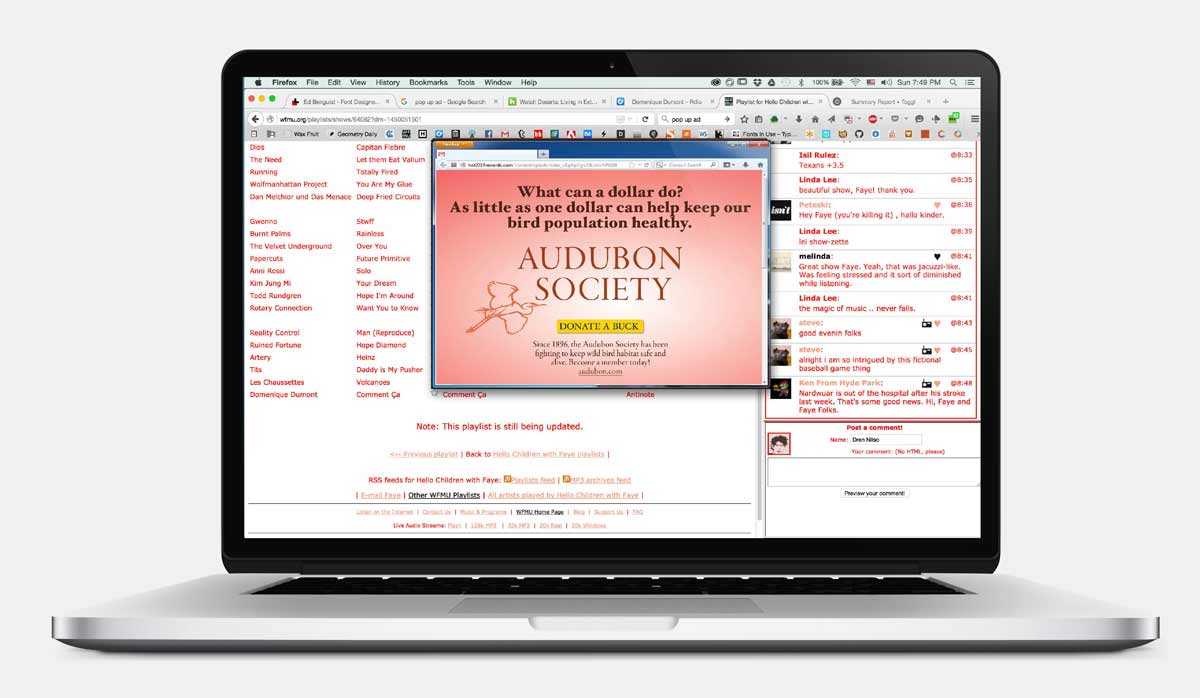 Firefox File Edit View History Bookmarks Tools Window Help
100%
Sun 7:49 PM
Ed Benguiat - Font Designe...
pop up ad - Google Search
Watch Deserts: Living in Ext...
Domenique Dumont - Rdio
Playlist for Hello Children wi...
Summary Report • Toggl
pop up ad
Wax Fruit
Geometry Daily
Fonts In Use – Typ...
Dios Capitan Fiebre
The Need Let them Eat Valium
Running Totally Fired
Wolfmanhattan Project You Are My Glue
Dan Melchior und Das Menace Deep Fried Circuits
Gwenno Stwff
Burnt Palms Rainless
The Velvet Underground Over You
Papercuts Future Primitive
Anni Rossi Solo
Kim Jung Mi Your Dream
Todd Rundgren Hope I'm Around
Rotary Connection Want You to Know
Reality Control Man (Reproduce)
Ruined Fortune Hope Diamond
Artery Heinz
Tits Daddy is My Pusher
Les Chaussettes Volcanoes
Domenique Dumont Comment Ça Comment Ça Antinote
What can a dollar do?
As little as one dollar can help keep our
bird population healthy.
AUDUBON
SOCIETY
DONATE A BUCK
Since 1896, the Audubon Society has been
fighting to keep wild bird habitat safe and
alive. Become a member today!
audubon.com
Note: This playlist is still being updated.
<-- Previous playlist | Back to Hello Children with Faye playlists |
RSS feeds for Hello Children with Faye: Playlists feed | MP3 archives feed
| E-mail Faye | Other WFMU Playlists | All artists played by Hello Children with Faye |
Listen on the Internet | Contact Us | Music & Programs | WFMU Home Page | Blog | Support Us | FAQ
Live Audio Streams: Flash | 128k MP3 | 32k MP3 | 20k Real | 20k Windows
Isil Rulez: @8:33
Texans +3.5
Linda Lee: @8:35
beautiful show, Faye! thank you.
isn't
Peteski: @8:36
Hey Faye (you're killing it) , hallo kinder.
Linda Lee: @8:39
lei show-zette
melinda: @8:41
Great show Faye. Yeah, that was jacuzzi-like.
Was feeling stressed and it sort of diminished
while listening.
Linda Lee: @8:41
the magic of music .. never fails.
steve: @8:43
good evenin folks
steve: @8:45
alright i am so intrigued by this fictional
baseball game thing
Ken From Hyde Park: @8:48
Nardwuar is out of the hospital after his stroke
last week. That's some good news. Hi, Faye and
Faye Folks.
Post a comment!
Name: Dren Nilso
Your comment: (No HTML, please)
Preview your comment!